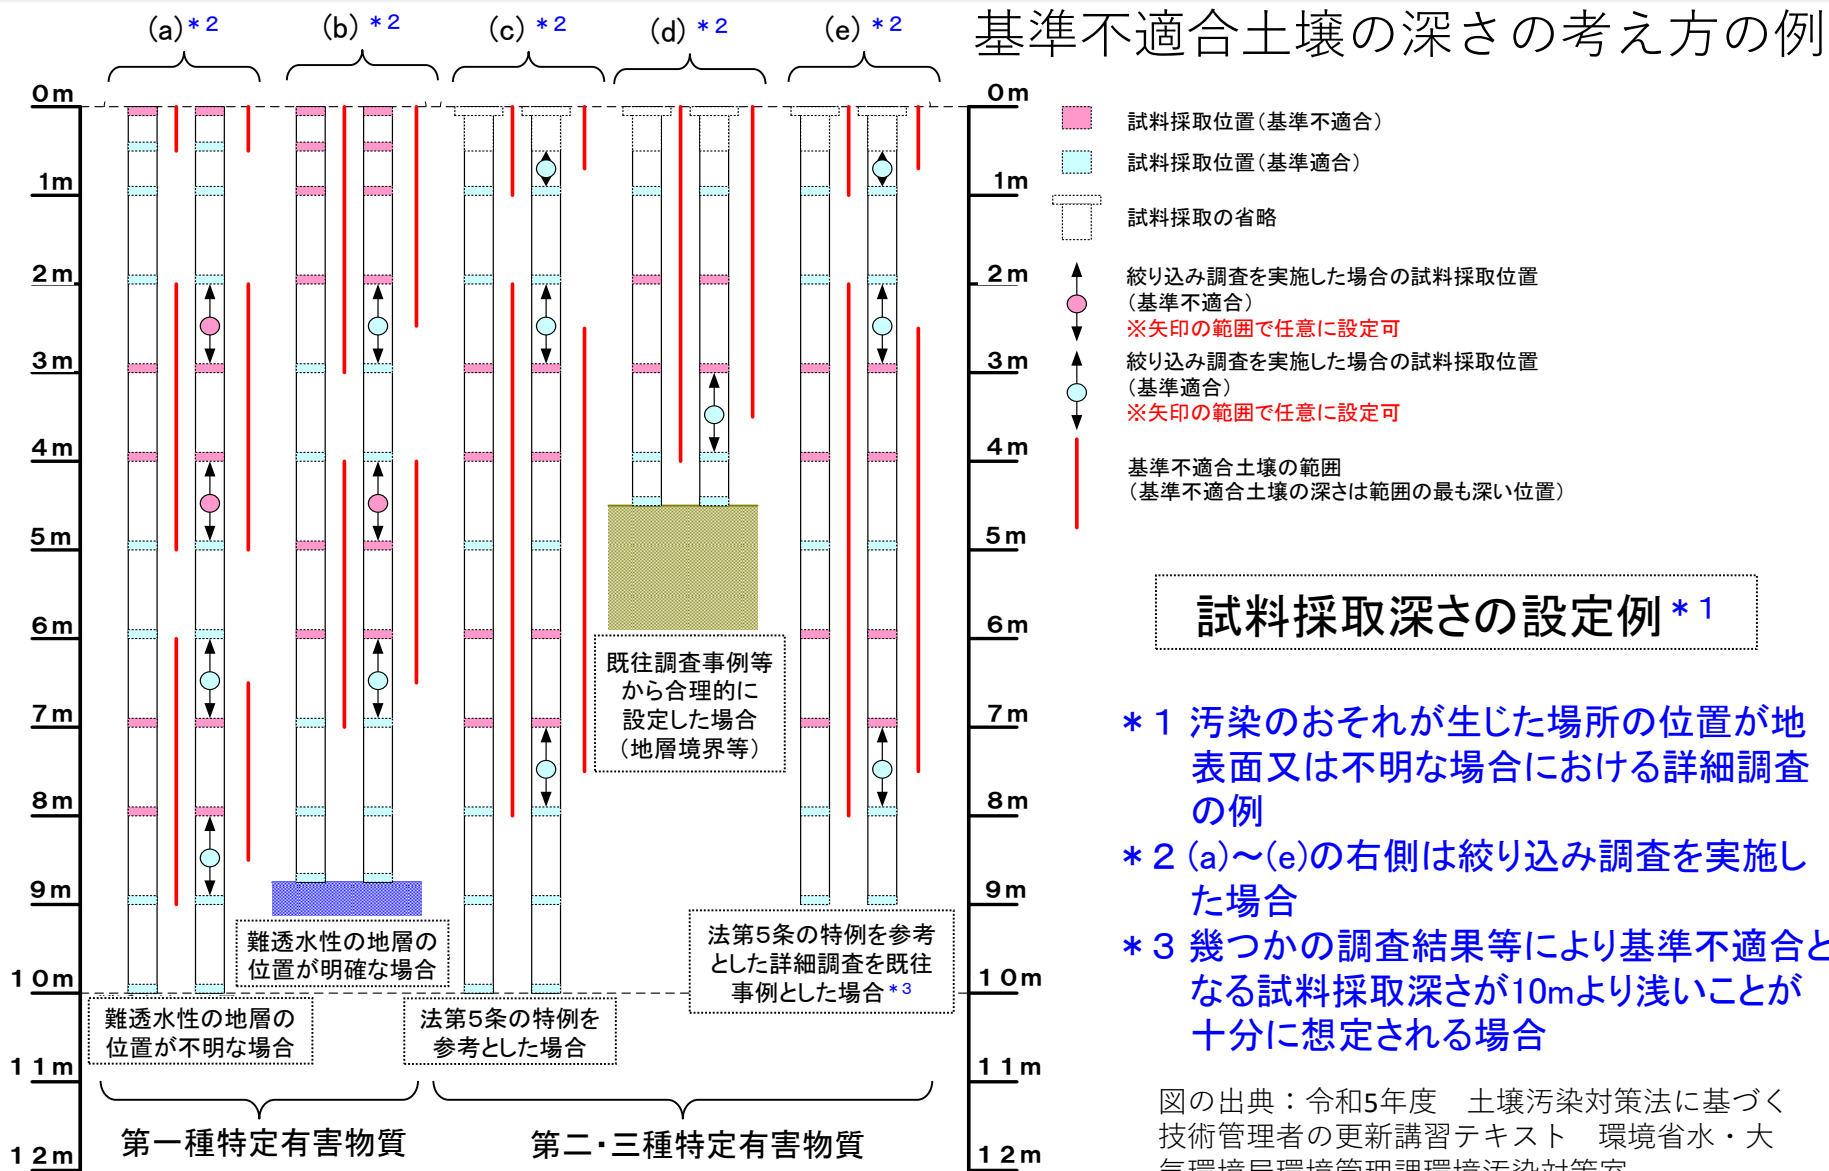 基準不適合土壌の深さの考え方の例
(a)＊2
(b)＊2
(c)＊2
(d)＊2
(e)＊2
0m
1m
2m
3m
4m
5m
6m
7m
8m
9m
10m
11m
12m
0m
1m
2m
3m
4m
5m
6m
7m
8m
9m
10m
11m
12m
難透水性の地層の
位置が不明な場合
難透水性の地層の
位置が明確な場合
法第5条の特例を
参考とした場合
既往調査事例等
から合理的に
設定した場合
（地層境界等）
法第5条の特例を参考
とした詳細調査を既往
事例とした場合＊3
第一種特定有害物質
第二・三種特定有害物質
試料採取位置(基準不適合)
試料採取位置(基準適合)
試料採取の省略
絞り込み調査を実施した場合の試料採取位置
(基準不適合)
※矢印の範囲で任意に設定可
絞り込み調査を実施した場合の試料採取位置
(基準適合)
※矢印の範囲で任意に設定可
基準不適合土壌の範囲
(基準不適合土壌の深さは範囲の最も深い位置)
試料採取深さの設定例＊1
＊1 汚染のおそれが生じた場所の位置が地
表面又は不明な場合における詳細調査
の例
＊2 (a)～(e)の右側は絞り込み調査を実施し
た場合
＊3 幾つかの調査結果等により基準不適合と
なる試料採取深さが10mより浅いことが
十分に想定される場合
図の出典：令和5年度　土壌汚染対策法に基づく
技術管理者の更新講習テキスト　環境省水・大
気環境局環境管理課環境汚染対策室